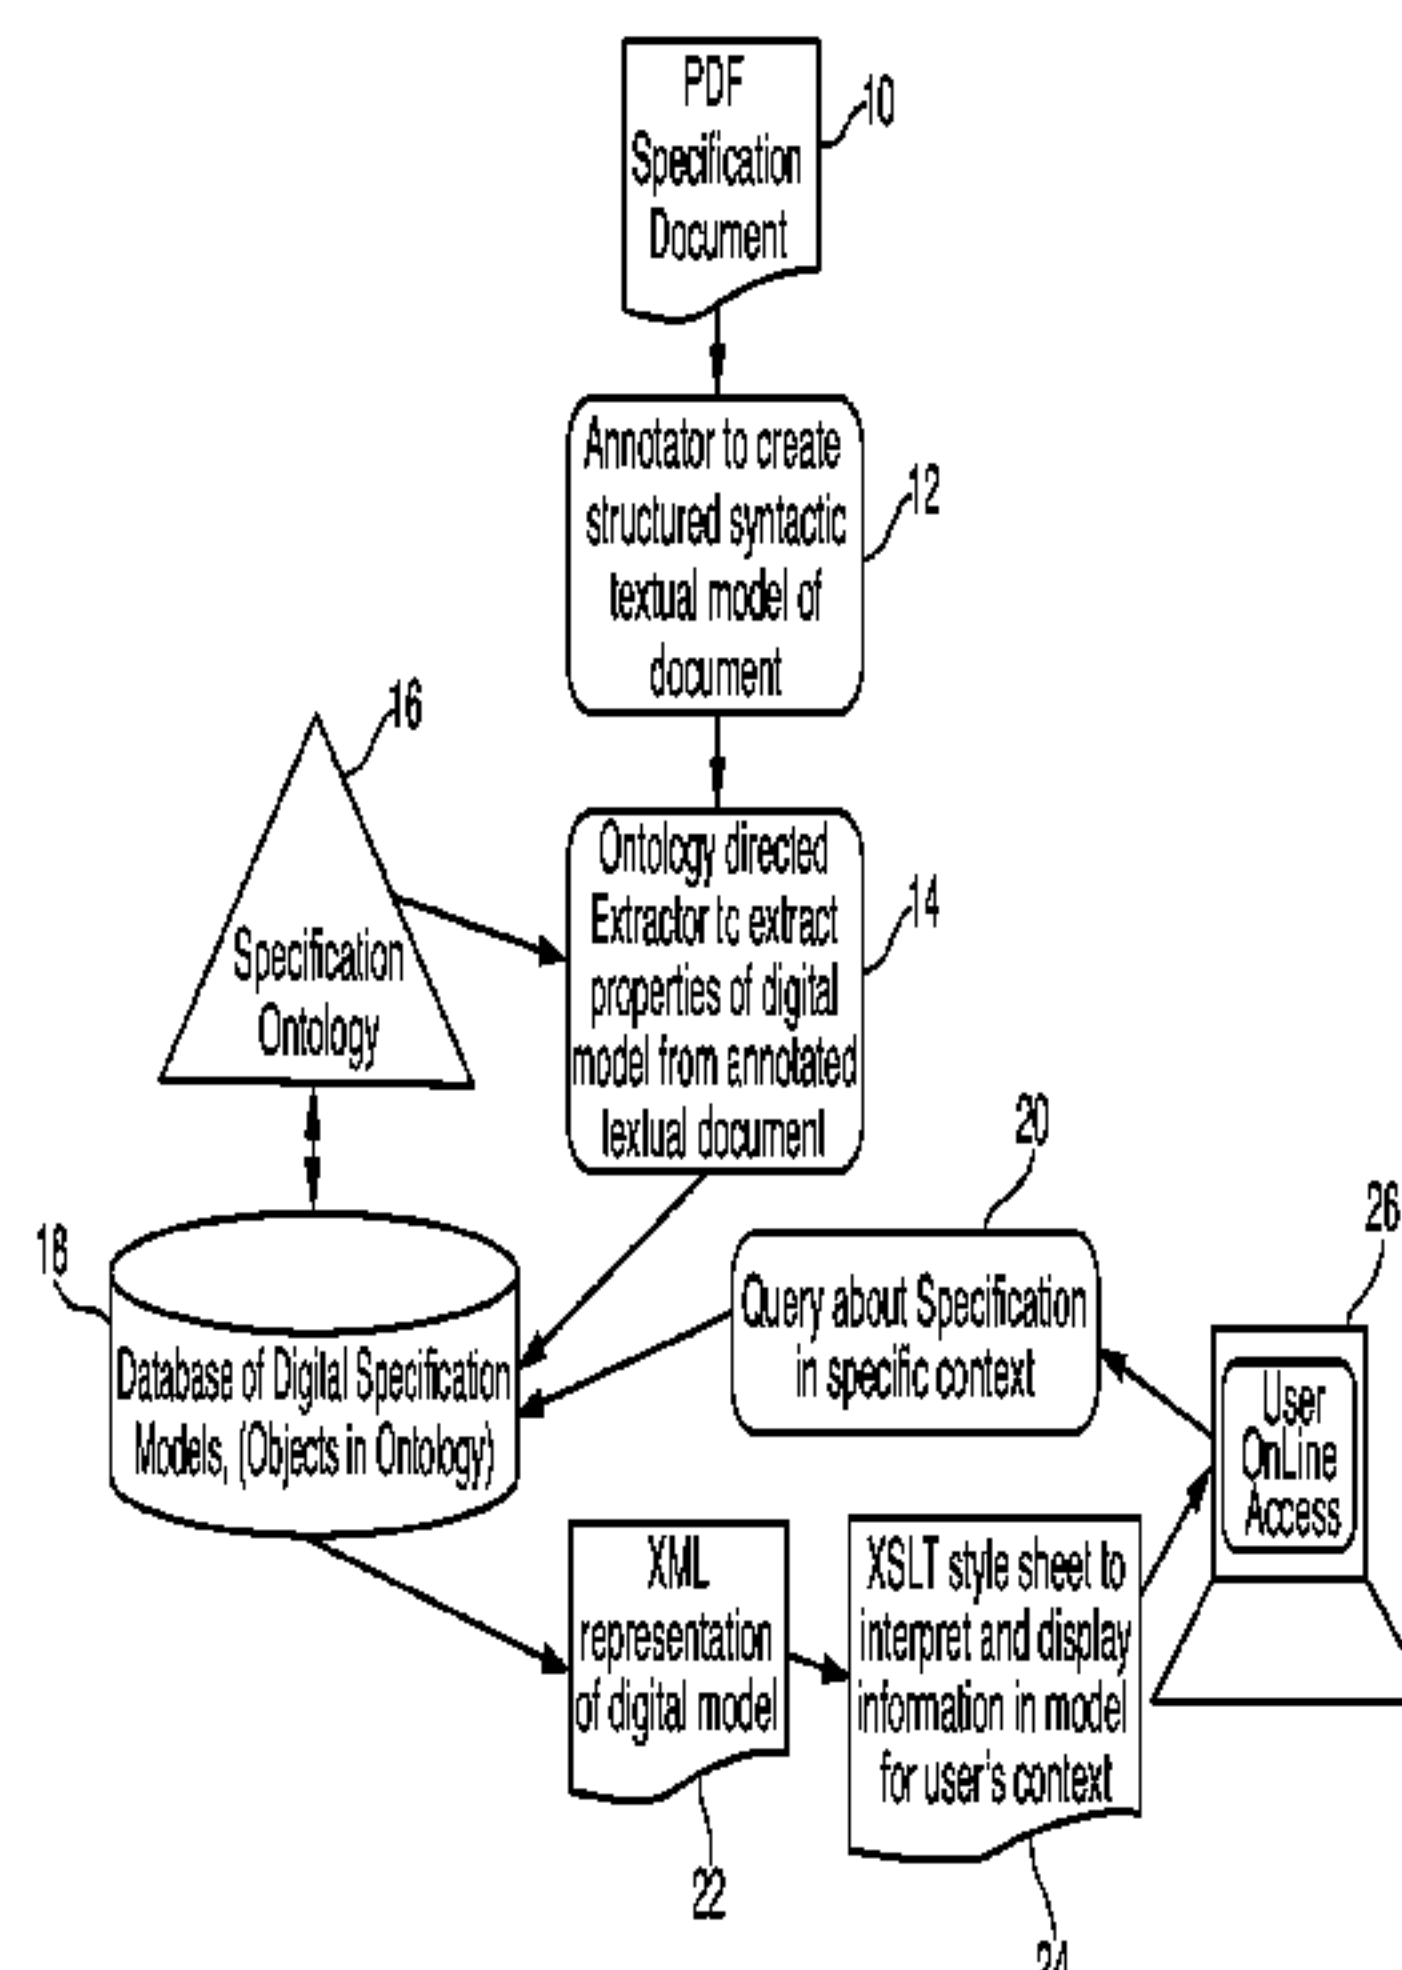 PDF
Specification
Document
10
Annotator to create
structured syntactic
textual model of
document
12
16
Specification
Ontology
Ontology directed
Extractor to extract
properties of digital
model from annotated
textual document
14
18
Database of Digital Specification
Models, (Objects in Ontology)
20
Query about Specification
in specific context
26
User
OnLine
Access
XML
representation
of digital model
22
XSLT style sheet to
interpret and display
information in model
for user's context
24